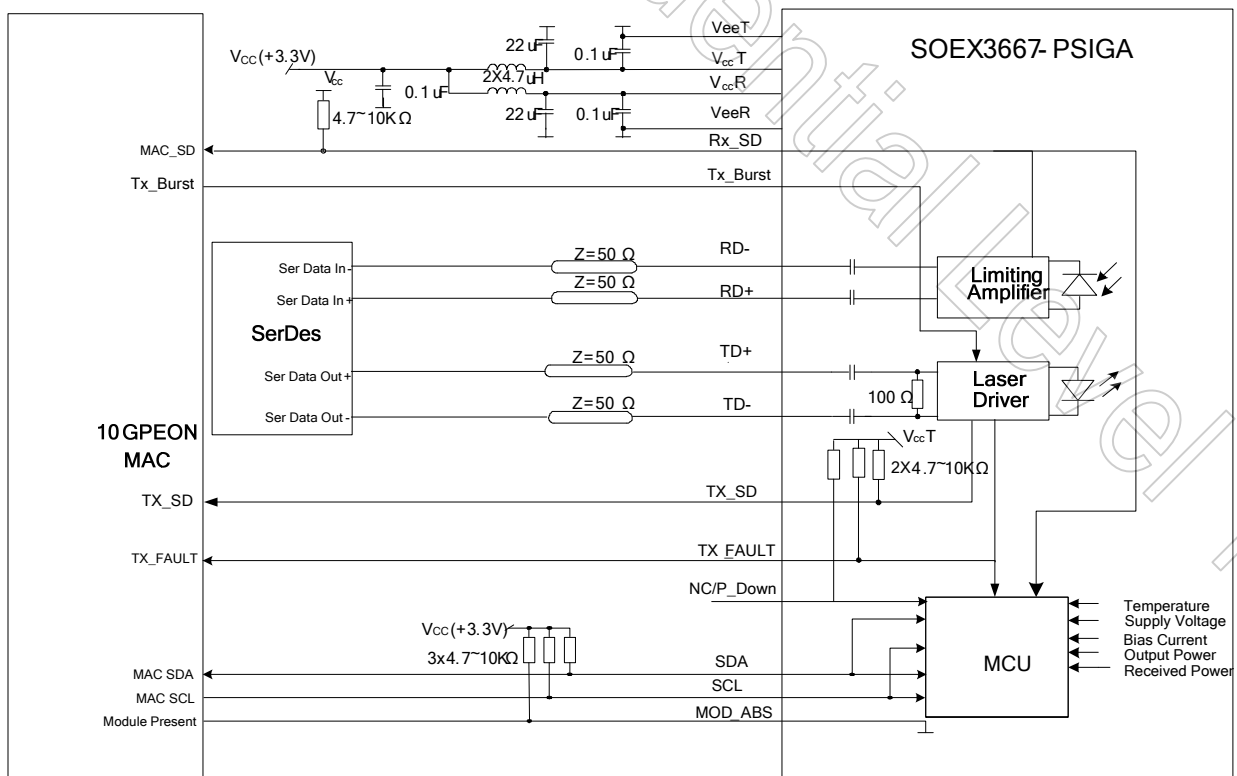 VeeT
SOEX3667-PSIGA
22 uF
0.1 uF
Vcc(+3.3V)
VccT
Vcc
2X4.7uH
VccR
0.1 uF
4.7~10KΩ
22 uF
0.1uF
VeeR
MAC_SD
Rx_SD
Tx_Burst
Tx_Burst
Z=50 Ω
RD-
Ser Data In-
Limiting
Amplifier
Z=50 Ω
RD+
Ser Data In+
SerDes
Z=50 Ω
TD+
Ser Data Out+
Laser
Driver
100 Ω
Z=50 Ω
TD-
Ser Data Out-
10GPEON
MAC
VccT
2X4.7~10KΩ
TX_SD
TX_SD
TX_FAULT
TX_FAULT
NC/P_Down
Temperature
Supply Voltage
Bias Current
Output Power
Received Power
Vcc(+3.3V)
3x4.7~10KΩ
MCU
MAC SDA
SDA
MAC SCL
SCL
Module Present
MOD_ABS
dential Level